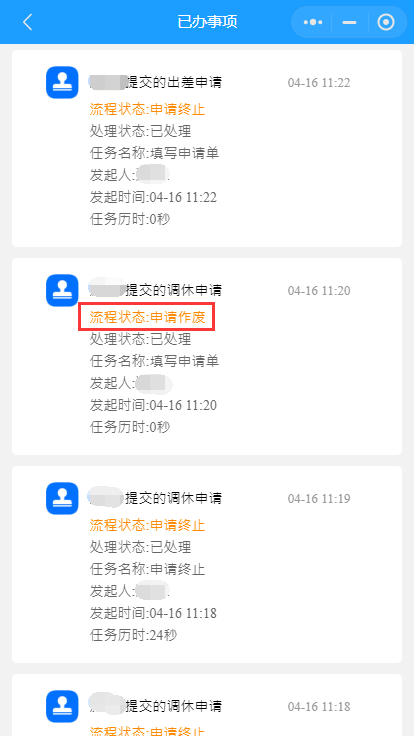 已办事项
提交的出差申请 04-16 11:22
流程状态:申请终止
处理状态:已处理
任务名称:填写申请单
发起人:
发起时间:04-16 11:22
任务历时:0秒
提交的调休申请 04-16 11:20
流程状态:申请作废
处理状态:已处理
任务名称:填写申请单
发起人:
发起时间:04-16 11:20
任务历时:0秒
提交的调休申请 04-16 11:19
流程状态:申请终止
处理状态:已处理
任务名称:申请终止
发起人:
发起时间:04-16 11:18
任务历时:24秒
提交的调休申请 04-16 11:18
流程状态:申请终止